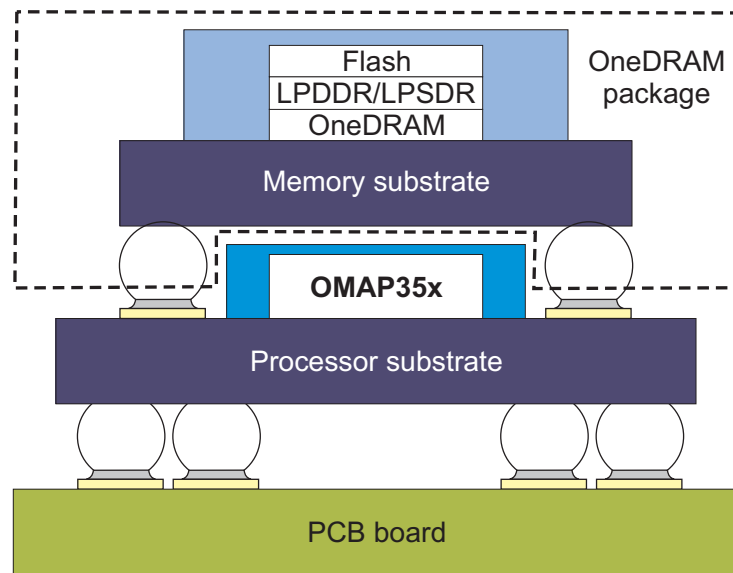 Flash
LPDDR/LPSDR
OneDRAM
OneDRAM
package
Memory substrate
OMAP35x
Processor substrate
PCB board